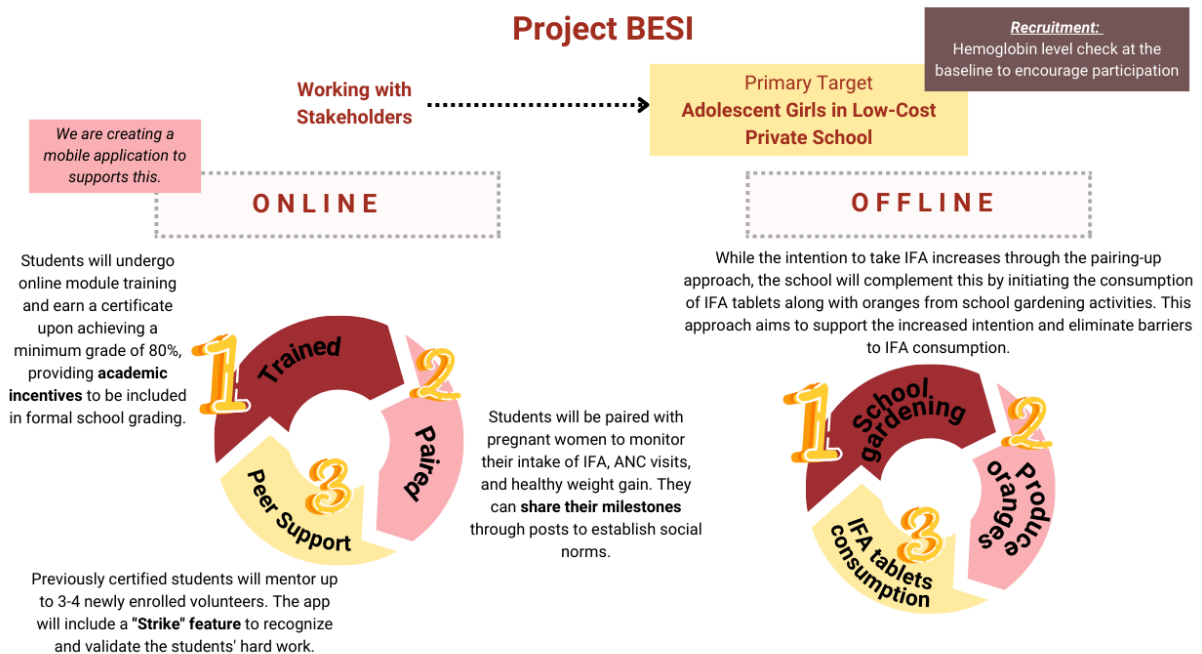 Project BESI
Recruitment:
Hemoglobin level check at the
baseline to encourage participation
Working with
Stakeholders
Primary Target
Adolescent Girls in Low-Cost
Private School
We are creating a
mobile application to
supports this.
ONLINE
Students will undergo
online module training
and earn a certificate
upon achieving a
minimum grade of 80%,
providing academic
incentives to be included
in formal school grading.
1
Trained
2
Paired
3
Peer Support
Students will be paired with
pregnant women to monitor
their intake of IFA, ANC visits,
and healthy weight gain. They
can share their milestones
through posts to establish social
norms.
Previously certified students will mentor up
to 3-4 newly enrolled volunteers. The app
will include a "Strike" feature to recognize
and validate the students' hard work.
OFFLINE
While the intention to take IFA increases through the pairing-up
approach, the school will complement this by initiating the consumption
of IFA tablets along with oranges from school gardening activities. This
approach aims to support the increased intention and eliminate barriers
to IFA consumption.
1
School
gardening
2
Produce
oranges
3
IFA tablets
consumption